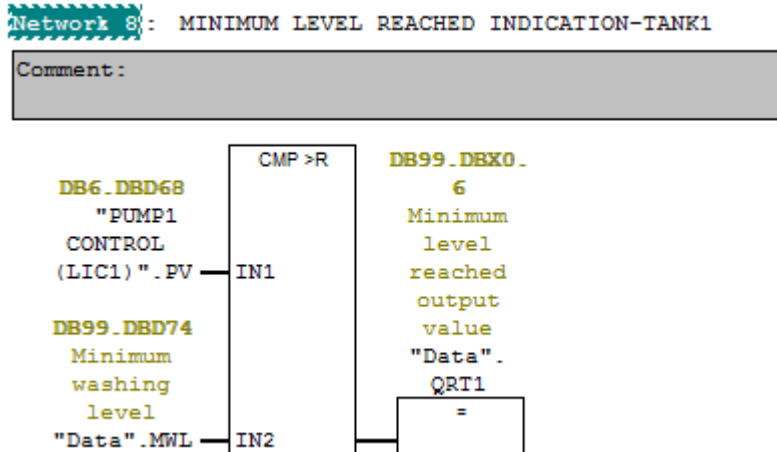 Network 8: MINIMUM LEVEL REACHED INDICATION-TANK1
Comment:
CMP >R
DB6.DBD68
"PUMP1
CONTROL
(LIC1)".PV
IN1
DB99.DBD74
Minimum
washing
level
"Data".MWL
IN2
DB99.DBX0.
6
Minimum
level
reached
output
value
"Data".
QRT1
=